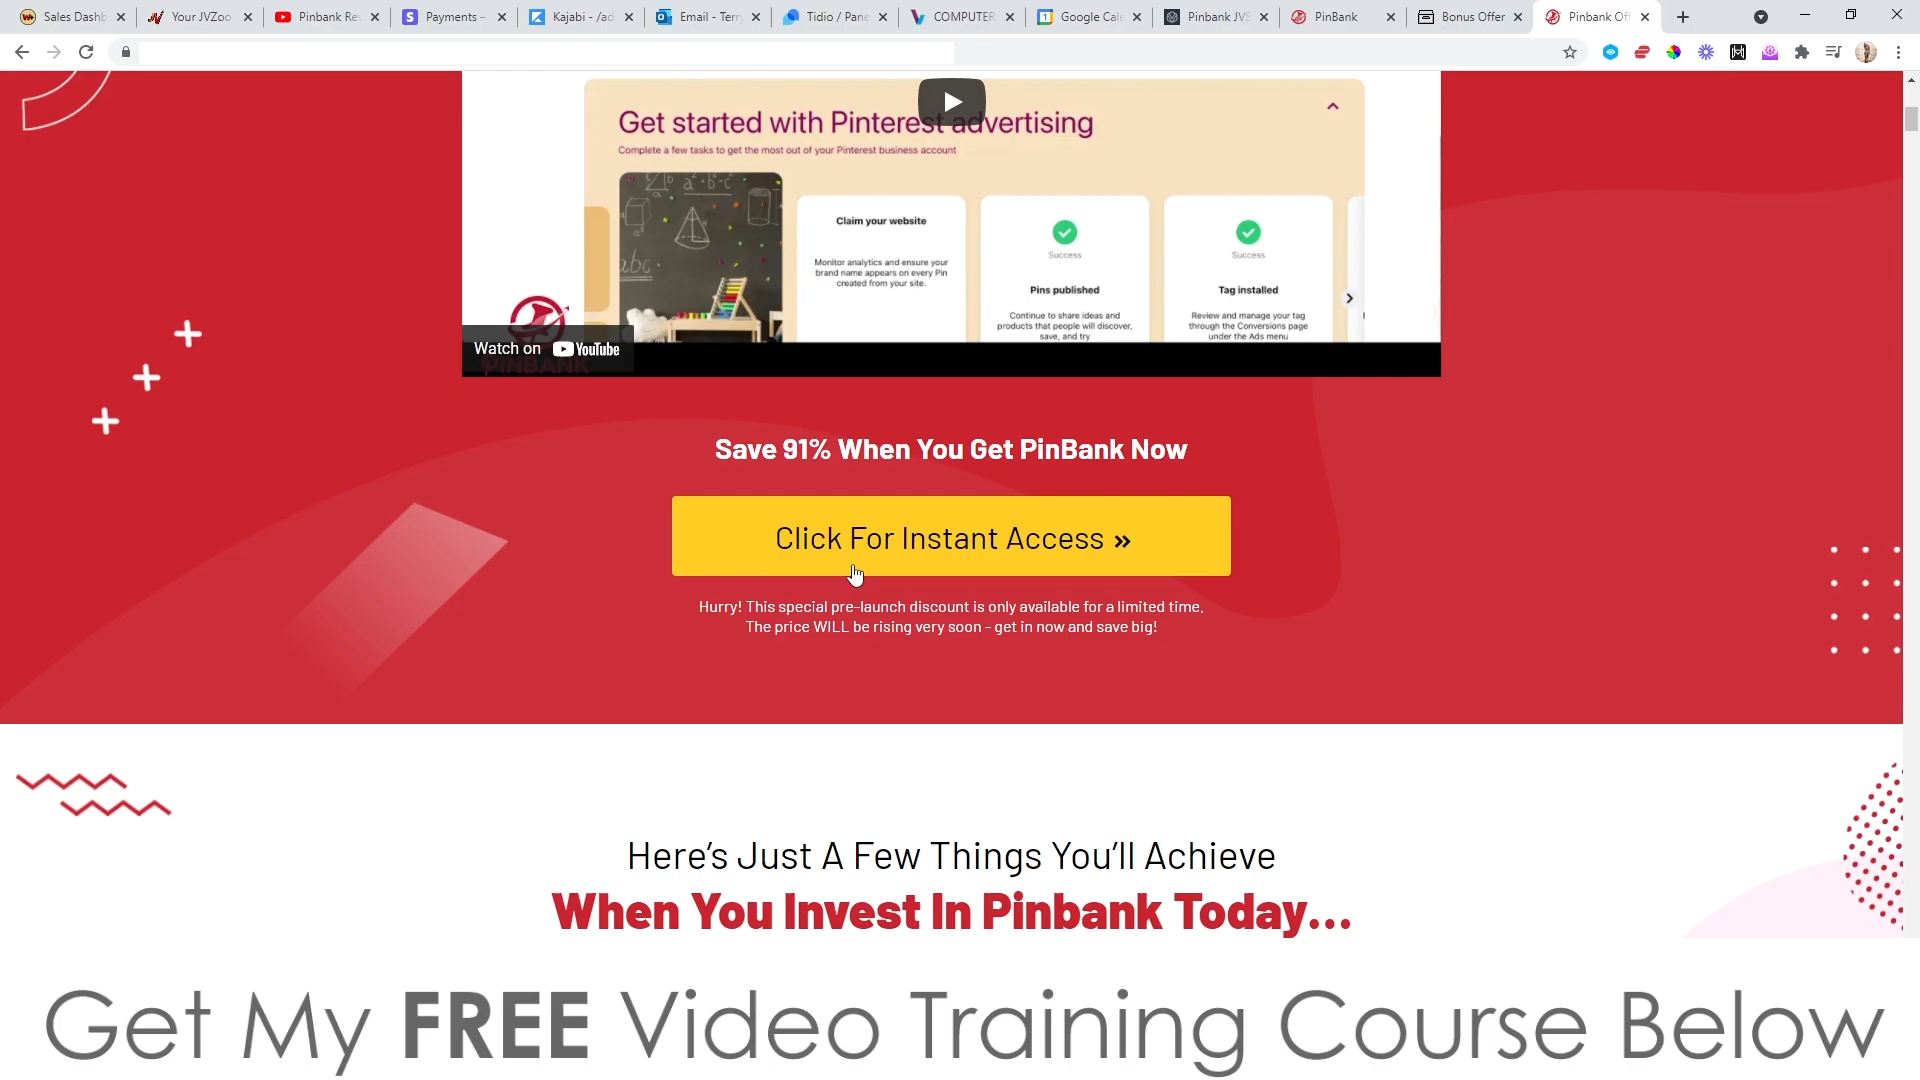 Sales Dashb
Your JVZoo
Pinbank Re
Payments –
Kajabi - /ad
Email - Terry
Tidio / Pane
COMPUTER
Google Cale
Pinbank JVS
PinBank
Bonus Offer
Pinbank Off
Get started with Pinterest advertising
Complete a few tasks to get the most out of your Pinterest business account
Claim your website
Monitor analytics and ensure your
brand name appears on every Pin
created from your site.
Success
Pins published
Continue to share ideas and
products that people will discover,
save, and try
Success
Tag installed
Review and manage your tag
through the Conversions page
under the Ads menu
Watch on YouTube
PINBANK
Save 91% When You Get PinBank Now
Click For Instant Access »
Hurry! This special pre-launch discount is only available for a limited time.
The price WILL be rising very soon - get in now and save big!
Here's Just A Few Things You'll Achieve
When You Invest In Pinbank Today...
Get My FREE Video Training Course Below